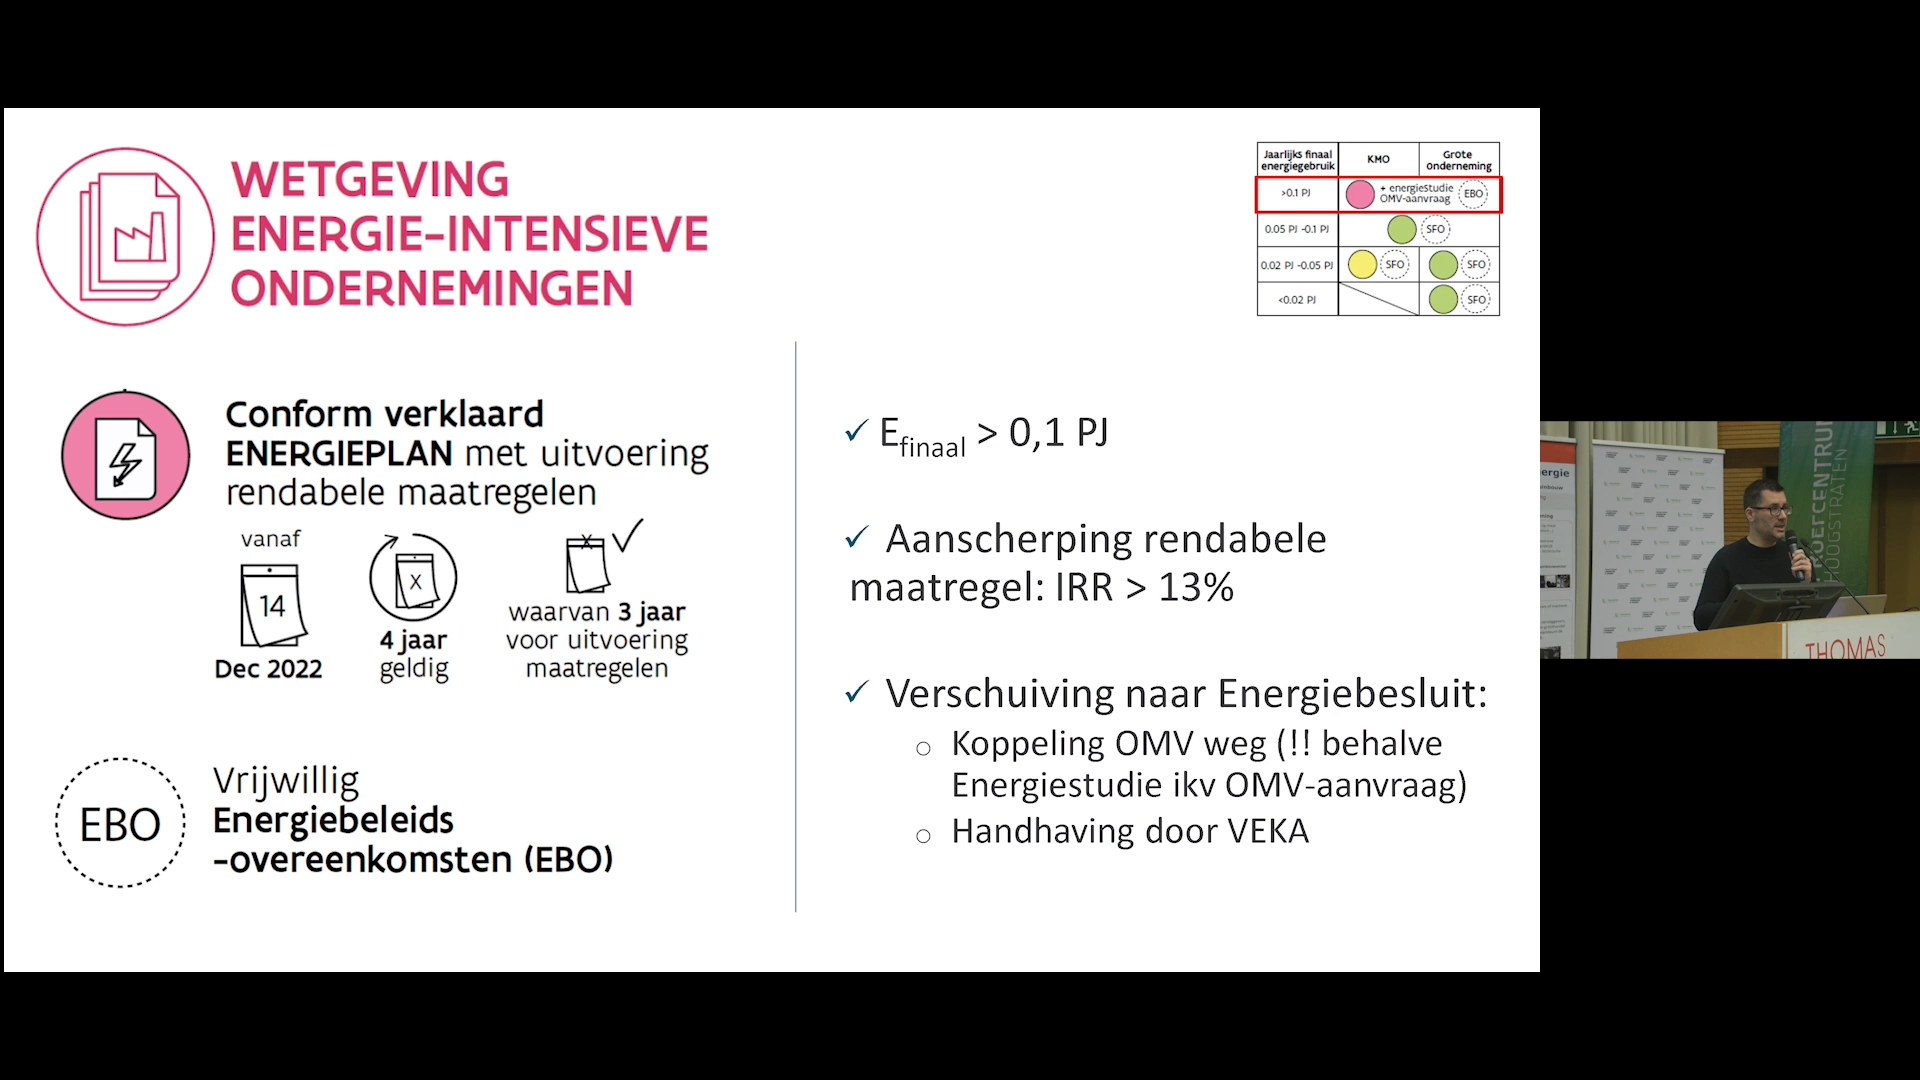 WETGEVING
ENERGIE-INTENSIEVE
ONDERNEMINGEN
Jaarlijks finaal energiegebruik
KMO
Grote onderneming
>0.1 PJ
+ energiestudie
OMV-aanvraag
EBO
0.05 PJ -0.1 PJ
SFO
0.02 PJ -0.05 PJ
SFO
SFO
<0.02 PJ
SFO
Conform verklaard
ENERGIEPLAN met uitvoering
rendabele maatregelen
vanaf
14
Dec 2022
X
4 jaar
geldig
X
waarvan 3 jaar
voor uitvoering
maatregelen
EBO
Vrijwillig
Energiebeleids
-overeenkomsten (EBO)
✓ Efinaal > 0,1 PJ
✓ Aanscherping rendabele
maatregel: IRR > 13%
✓ Verschuiving naar Energiebesluit:
○ Koppeling OMV weg (!! behalve
Energiestudie ikv OMV-aanvraag)
○ Handhaving door VEKA
HOOGSTRATEN
THOMAS